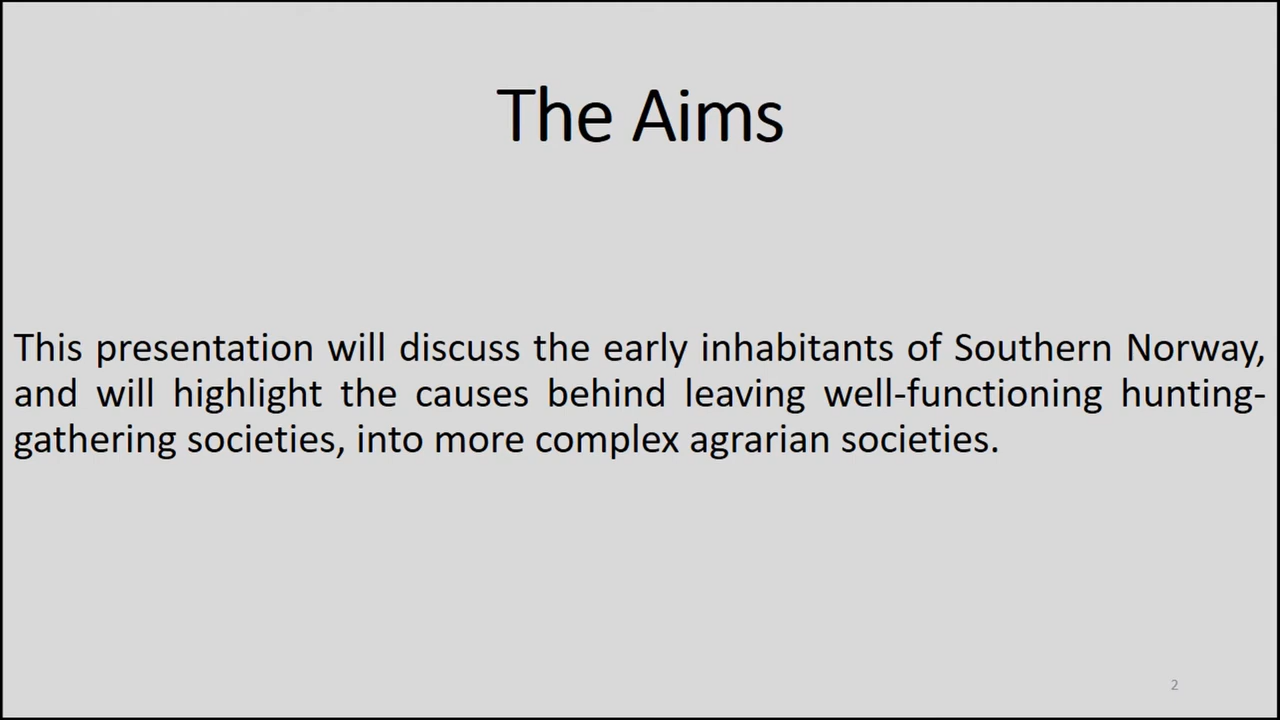 The Aims
This presentation will discuss the early inhabitants of Southern Norway,
and will highlight the causes behind leaving well-functioning hunting-
gathering societies, into more complex agrarian societies.
2